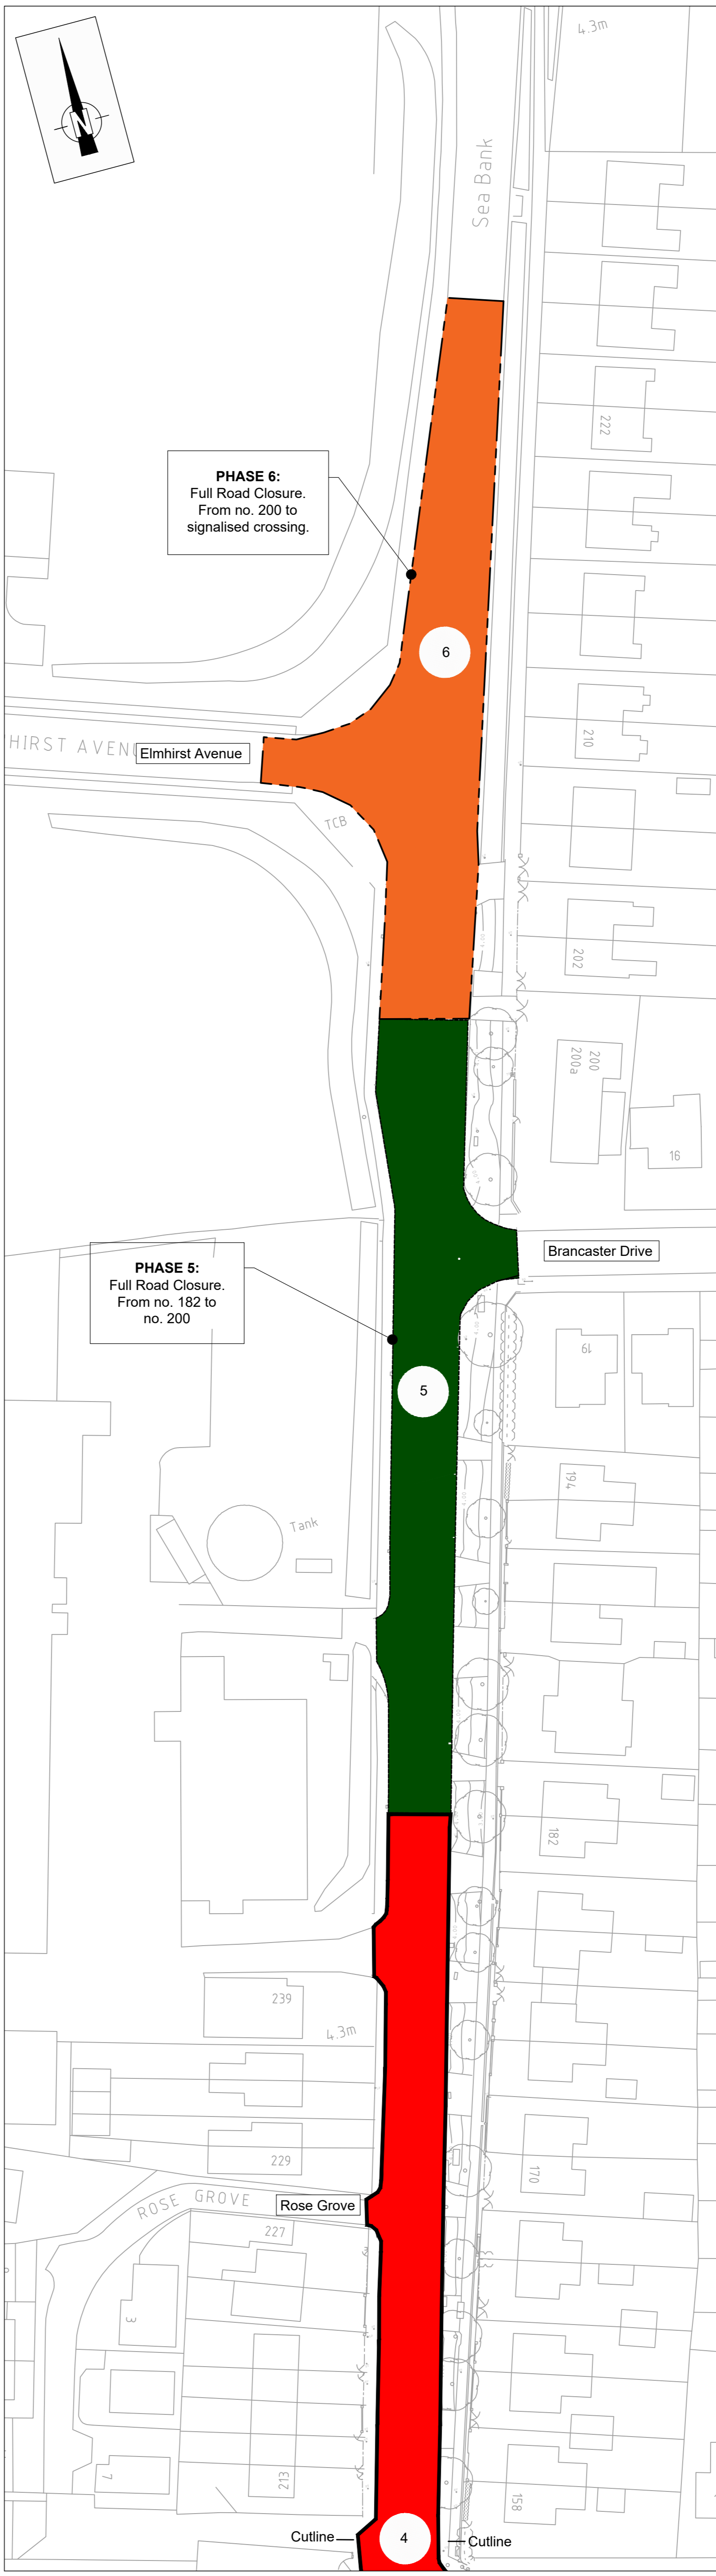 4.3m
N
Sea Bank
222
PHASE 6:
Full Road Closure.
From no. 200 to
signalised crossing.
6
210
HIRST AVENU
Elmhirst Avenue
TCB
202
200
200a
16
Brancaster Drive
PHASE 5:
Full Road Closure.
From no. 182 to
no. 200
19
5
194
Tank
182
239
4.3m
229
170
ROSE GROVE
Rose Grove
227
3
213
7
158
Cutline
4
Cutline